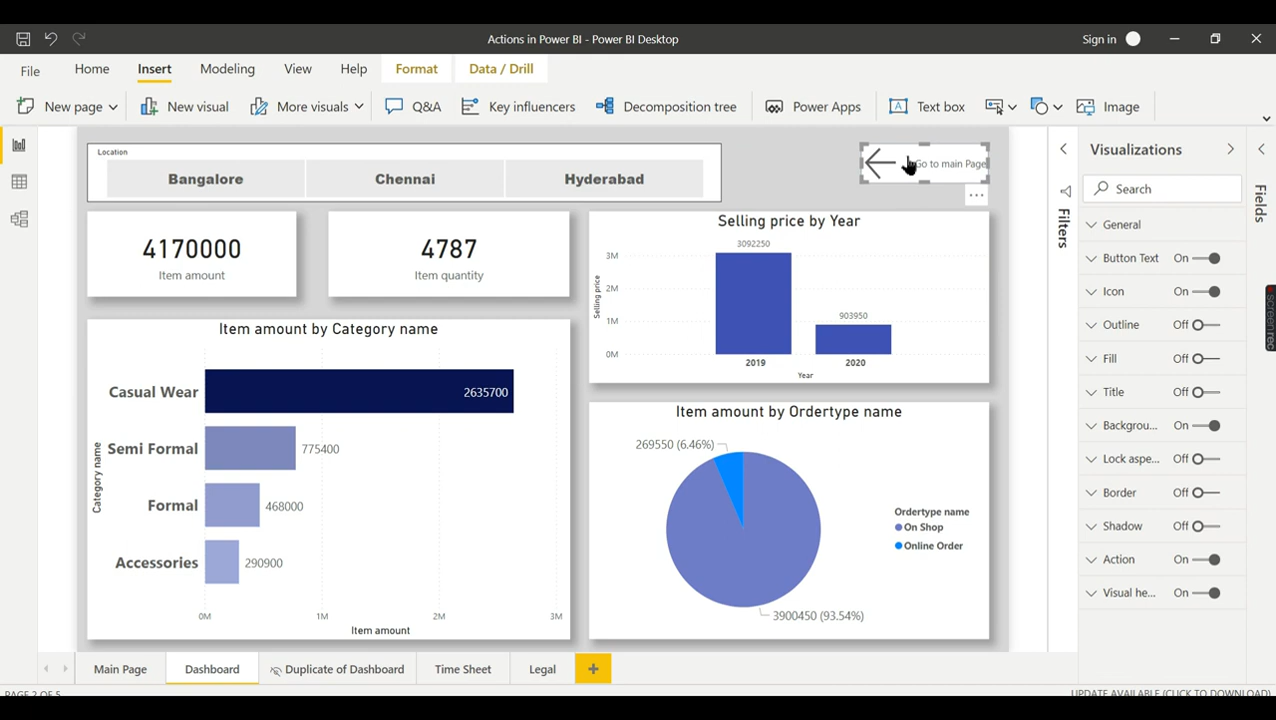 Actions in Power BI - Power BI Desktop
Sign in
File
Home
Insert
Modeling
View
Help
Format
Data / Drill
New page
New visual
More visuals
Q&A
Key influencers
Decomposition tree
Power Apps
Text box
Image
Location
Bangalore
Chennai
Hyderabad
Go to main Page
4170000
Item amount
4787
Item quantity
Selling price by Year
3092250
903950
3M
2M
1M
0M
Selling price
2019
2020
Year
Item amount by Category name
Category name
Casual Wear
2635700
Semi Formal
775400
Formal
468000
Accessories
290900
0M
1M
2M
3M
Item amount
Item amount by Ordertype name
269550 (6.46%)
3900450 (93.54%)
Ordertype name
On Shop
Online Order
Filters
Visualizations
Search
General
Button Text On
Icon On
Outline Off
Fill Off
Title Off
Backgrou... On
Lock aspe... Off
Border Off
Shadow Off
Action On
Visual he... On
Fields
screenrec
Main Page
Dashboard
Duplicate of Dashboard
Time Sheet
Legal
PAGE 2 OF 5
UPDATE AVAILABLE (CLICK TO DOWNLOAD)